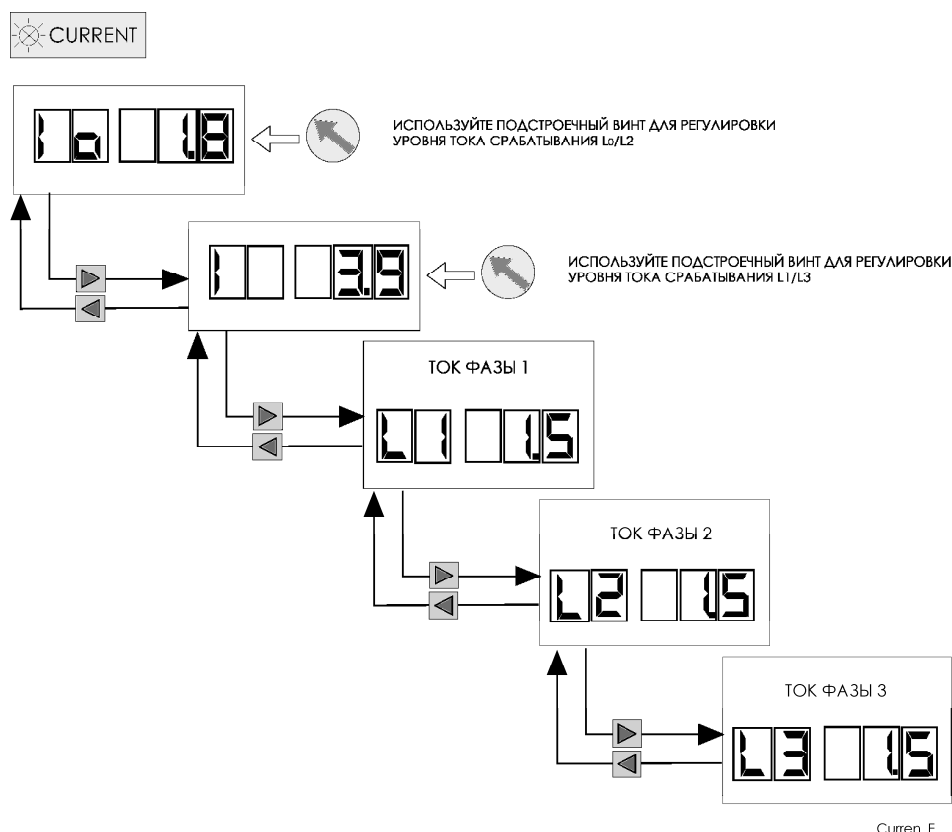 CURRENT
Io 1.8
ИСПОЛЬЗУЙТЕ ПОДСТРОЕЧНЫЙ ВИНТ ДЛЯ РЕГУЛИРОВКИ
УРОВНЯ ТОКА СРАБАТЫВАНИЯ Lo/L2
I 3.9
ИСПОЛЬЗУЙТЕ ПОДСТРОЕЧНЫЙ ВИНТ ДЛЯ РЕГУЛИРОВКИ
УРОВНЯ ТОКА СРАБАТЫВАНИЯ L1/L3
ТОК ФАЗЫ 1
L1 1.5
ТОК ФАЗЫ 2
L2 1.5
ТОК ФАЗЫ 3
L3 1.5
Curren_E